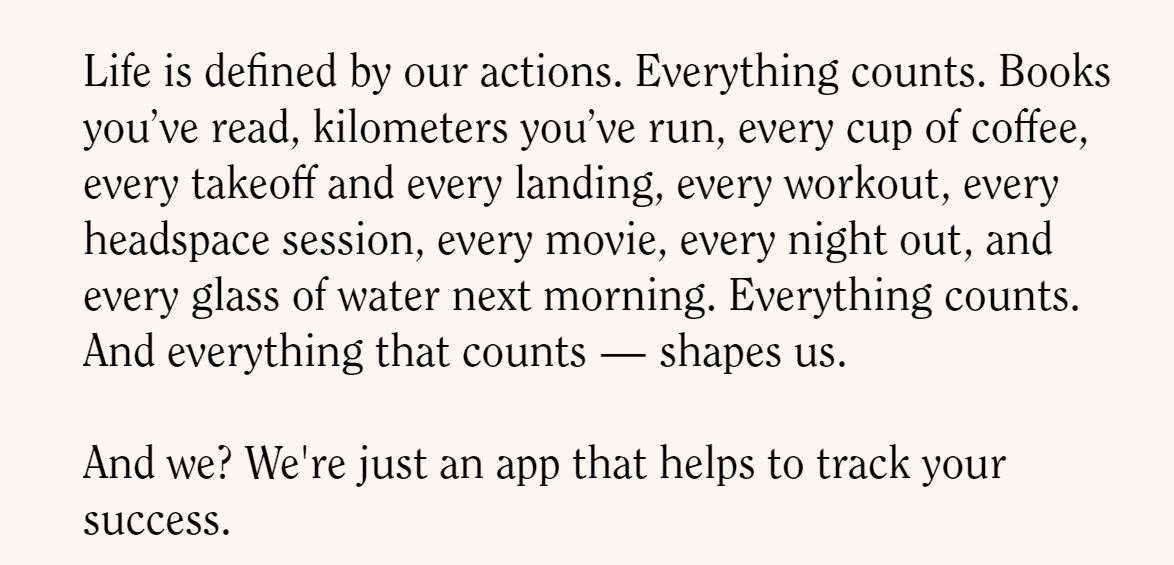 Life is defined by our actions. Everything counts. Books
you’ve read, kilometers you’ve run, every cup of coffee,
every takeoff and every landing, every workout, every
headspace session, every movie, every night out, and
every glass of water next morning. Everything counts.
And everything that counts — shapes us.
And we? We're just an app that helps to track your
success.